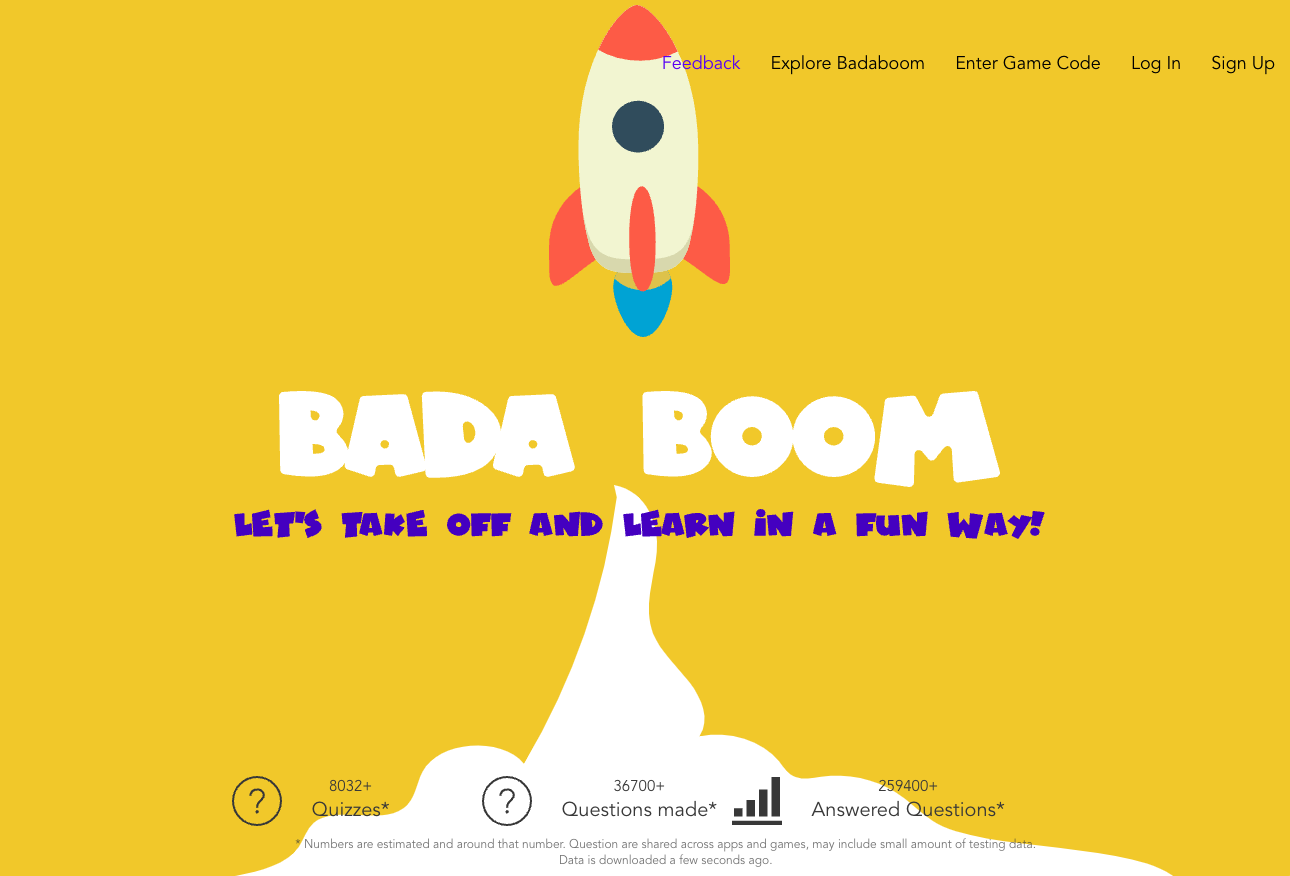 Feedback Explore Badaboom Enter Game Code Log In Sign Up
BADA BOOM
LET'S TAKE OFF AND LEARN IN A FUN WAY!
8032+ 36700+ 259400+
Quizzes* Questions made* Answered Questions*
* Numbers are estimated and around that number. Question are shared across apps and games, may include small amount of testing data.
Data is downloaded a few seconds ago.